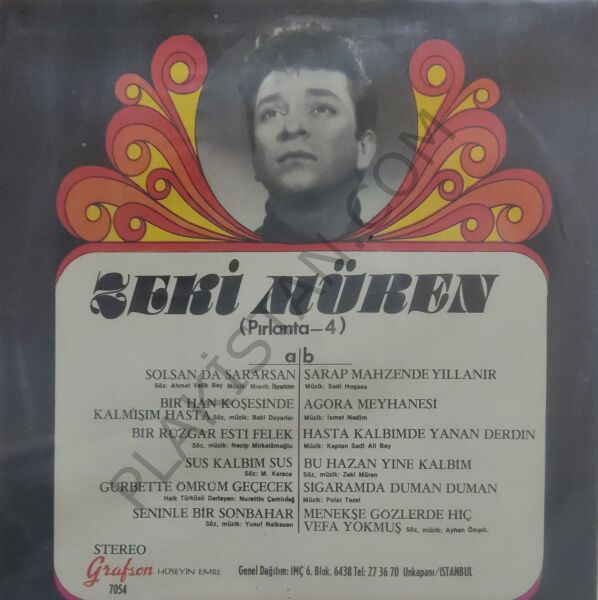 ZEKİ MÜREN
(Pırlanta-4)
a b
SOLSAN DA SARARSAN
Söz: Ahmet Vefik Bey Müzik: Mısırlı İbrahim
BİR HAN KÖŞESİNDE
KALMIŞIM HASTA Söz, müzik: Baki Duyarlar
BİR RÜZGAR ESTİ FELEK
Söz, müzik: Necip Mirkelâmoğlu
SUS KALBİM SUS
Söz: M. Karaca
GURBETTE ÖMRÜM GEÇECEK
Halk Türküsü Derleyen: Nurettin Çamlıdağ
SENİNLE BİR SONBAHAR
Söz, müzik: Yusuf Nalkesen
ŞARAP MAHZENDE YILLANIR
Müzik: Sadi Hoşses
AGORA MEYHANESİ
Müzik: İsmet Nedim
HASTA KALBİMDE YANAN DERDİN
Müzik: Kaptan Sadi Ali Bey
BU HAZAN YİNE KALBİM
Söz, müzik: Zeki Müren
SİGARAMDA DUMAN DUMAN
Müzik: Polat Tezel
MENEKŞE GÖZLERDE HİÇ
VEFA YOKMUŞ Söz, müzik: Ayhan Özışık.
STEREO
Grafson HÜSEYİN EMRE
7054
Genel Dağıtım: İMÇ 6. Blok. 6438 Tel: 27 36 70 Unkapanı/İSTANBUL
PLAKİSTAN.COM